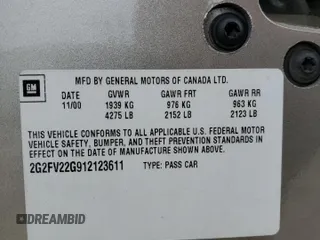 GM
MFD BY GENERAL MOTORS OF CANADA LTD.
DATE GVWR GAWR FRT GAWR RR
11/00 1939 KG 976 KG 963 KG
4275 LB 2152 LB 2123 LB
THIS VEHICLE CONFORMS TO ALL APPLICABLE U.S. FEDERAL MOTOR
VEHICLE SAFETY, BUMPER, AND THEFT PREVENTION STANDARDS IN
EFFECT ON THE DATE OF MANUFACTURE SHOWN ABOVE.
2G2FV22G912123611 TYPE: PASS CAR
DREAMBID